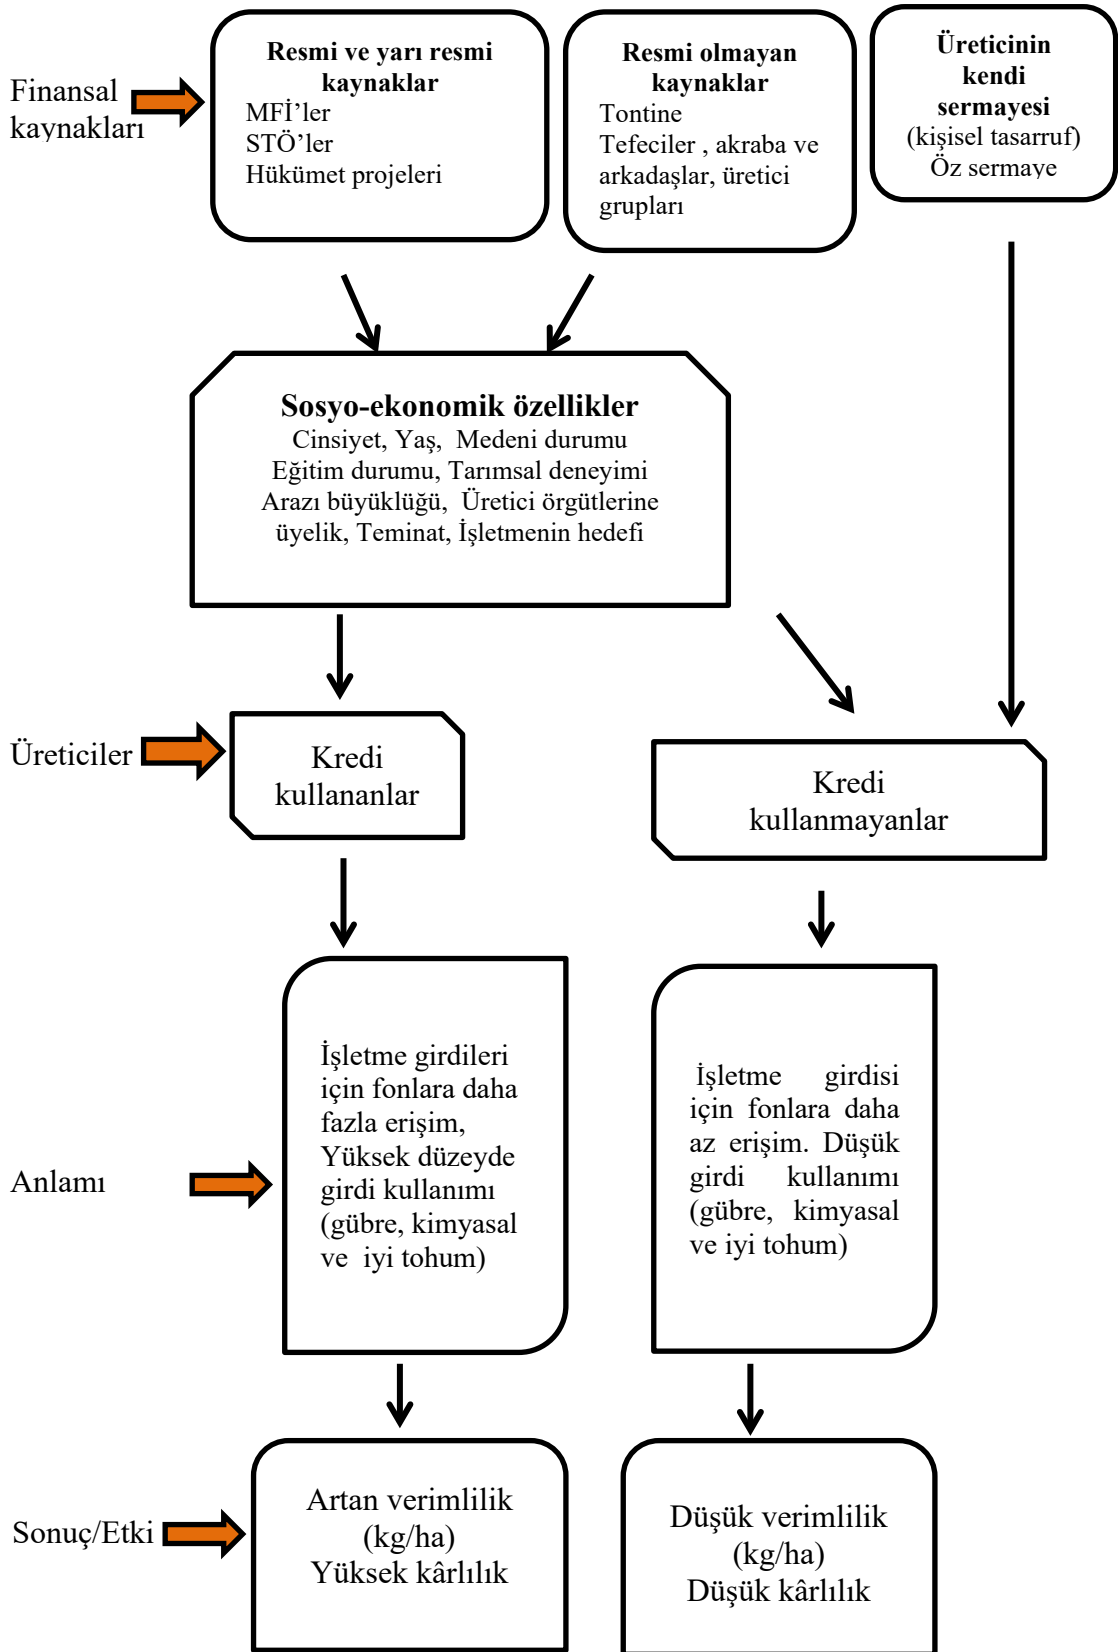 Finansal
kaynakları
Resmi ve yarı resmi
kaynaklar
MFİ’ler
STÖ’ler
Hükümet projeleri
Resmi olmayan
kaynaklar
Tontine
Tefeciler , akraba ve
arkadaşlar, üretici
grupları
Üreticinin
kendi
sermayesi
(kişisel tasarruf)
Öz sermaye
Sosyo-ekonomik özellikler
Cinsiyet, Yaş, Medeni durumu
Eğitim durumu, Tarımsal deneyimi
Arazı büyüklüğü, Üretici örgütlerine
üyelik, Teminat, İşletmenin hedefi
Üreticiler
Kredi
kullananlar
Kredi
kullanmayanlar
Anlamı
İşletme girdileri
için fonlara daha
fazla erişim,
Yüksek düzeyde
girdi kullanımı
(gübre, kimyasal
ve iyi tohum)
İşletme girdisi
için fonlara daha
az erişim. Düşük
girdi kullanımı
(gübre, kimyasal
ve iyi tohum)
Sonuç/Etki
Artan verimlilik
(kg/ha)
Yüksek kârlılık
Düşük verimlilik
(kg/ha)
Düşük kârlılık